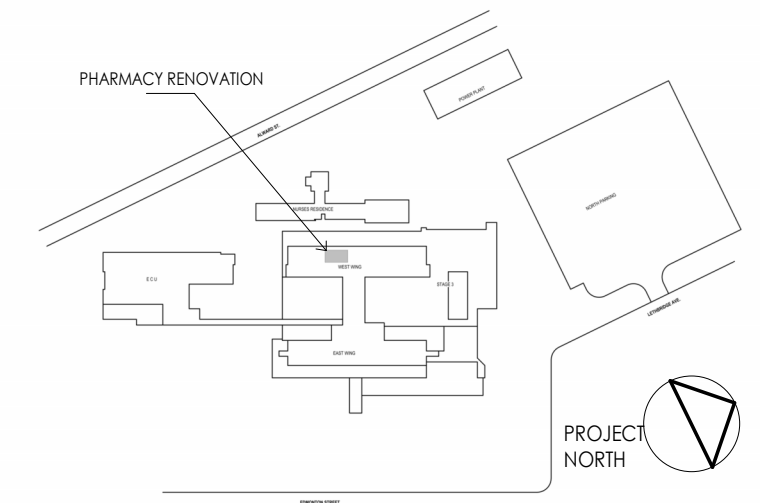 PHARMACY RENOVATION
POWER PLANT
ALWARD ST.
NORTH PARKING
NURSES RESIDENCE
WEST WING
E C U
STAGE 3
LETHBRIDGE AVE.
EAST WING
PROJECT
NORTH
EDMONTON STREET